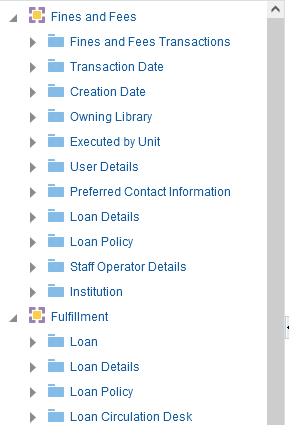 Fines and Fees
Fines and Fees Transactions
Transaction Date
Creation Date
Owning Library
Executed by Unit
User Details
Preferred Contact Information
Loan Details
Loan Policy
Staff Operator Details
Institution
Fulfillment
Loan
Loan Details
Loan Policy
Loan Circulation Desk